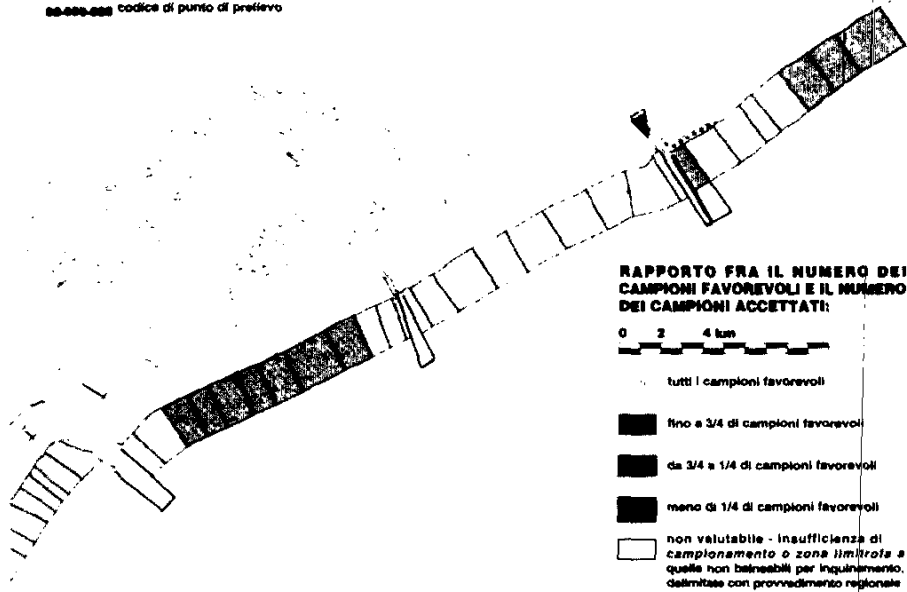 codice di punto di prelievo
RAPPORTO FRA IL NUMERO DEI
CAMPIONI FAVOREVOLI E IL NUMERO
DEI CAMPIONI ACCETTATI:
0 2 4 km
tutti i campioni favorevoli
fino a 3/4 di campioni favorevoli
da 3/4 a 1/4 di campioni favorevoli
meno di 1/4 di campioni favorevoli
non valutabile - insufficienza di
campionamento o zona limitrofa a
quelle non balneabili per inquinamento,
delimitate con provvedimento regionale